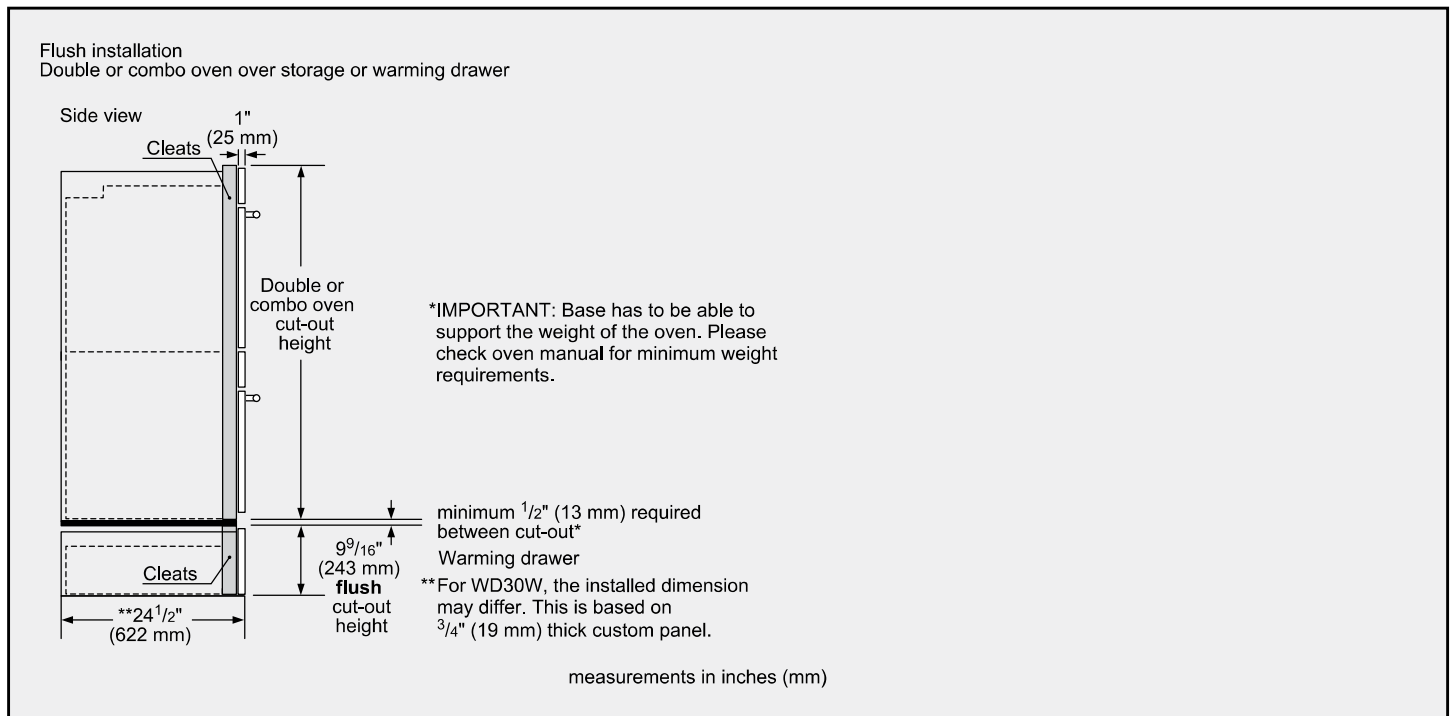 Flush installation
Double or combo oven over storage or warming drawer
Side view
1"
(25 mm)
Cleats
Double or
combo oven
cut-out
height
*IMPORTANT: Base has to be able to
support the weight of the oven. Please
check oven manual for minimum weight
requirements.
minimum 1/2" (13 mm) required
between cut-out*
Warming drawer
9 9/16"
(243 mm)
flush
cut-out
height
Cleats
**For WD30W, the installed dimension
may differ. This is based on
3/4" (19 mm) thick custom panel.
**24 1/2"
(622 mm)
measurements in inches (mm)